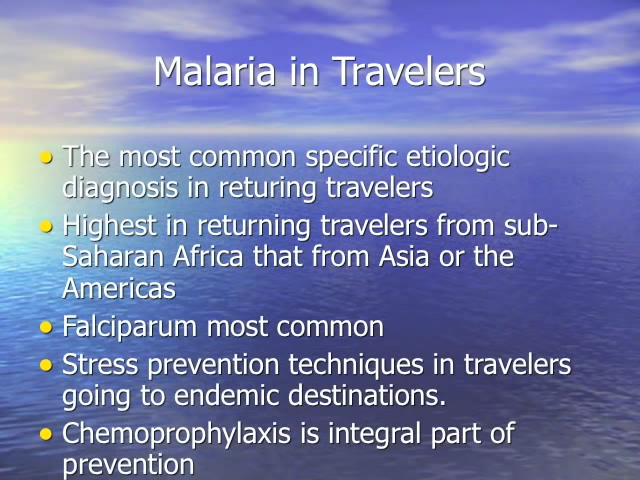 Malaria in Travelers
• The most common specific etiologic
diagnosis in returing travelers
• Highest in returning travelers from sub-
Saharan Africa that from Asia or the
Americas
• Falciparum most common
• Stress prevention techniques in travelers
going to endemic destinations.
• Chemoprophylaxis is integral part of
prevention